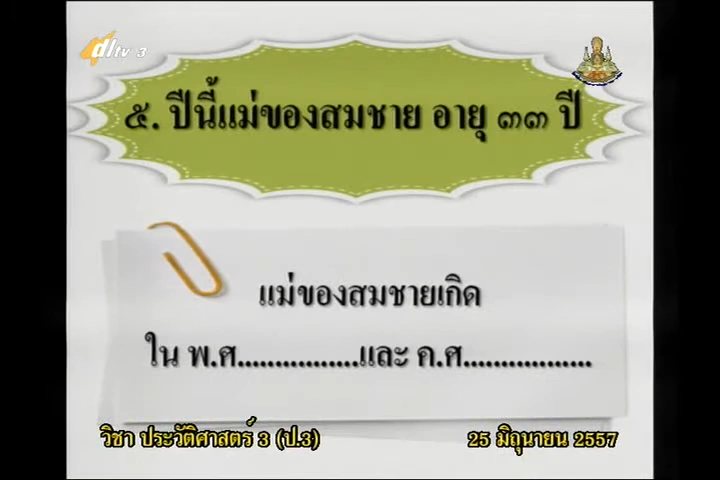 dltv 3
๕. ปีนี้แม่ของสมชาย อายุ ๓๓ ปี
แม่ของสมชายเกิด
ใน พ.ศ................และ ค.ศ.................
วิชา ประวัติศาสตร์ 3 (ป.3)
25 มิถุนายน 2557